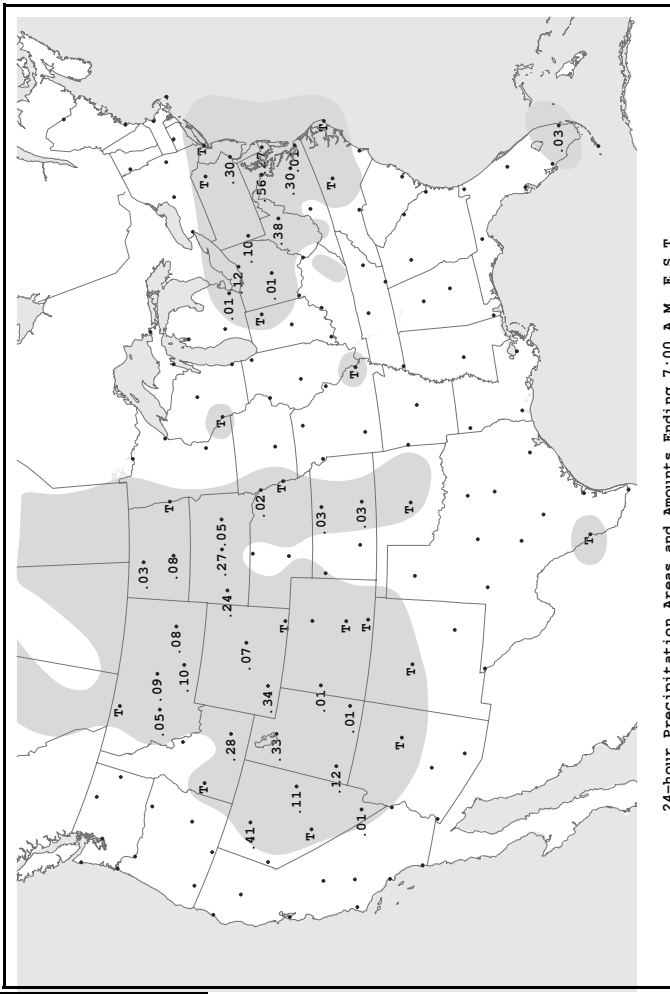 T
.03
.05 .09
T
.08
.08
.10
T
T
T
T
.27 .05
.24
.01
.30
.28
.12
.07
.10
.41
.02
T
.56 .27
.34
.01
.33
.38
T
T
.30
.01
.11
T
.01
.03
T
T
.12
T
.01
T
.01
.03
T
T
T
T
.03
T
24-hour Precipitation Areas and Amounts Ending 7:00 A.M. E.S.T.